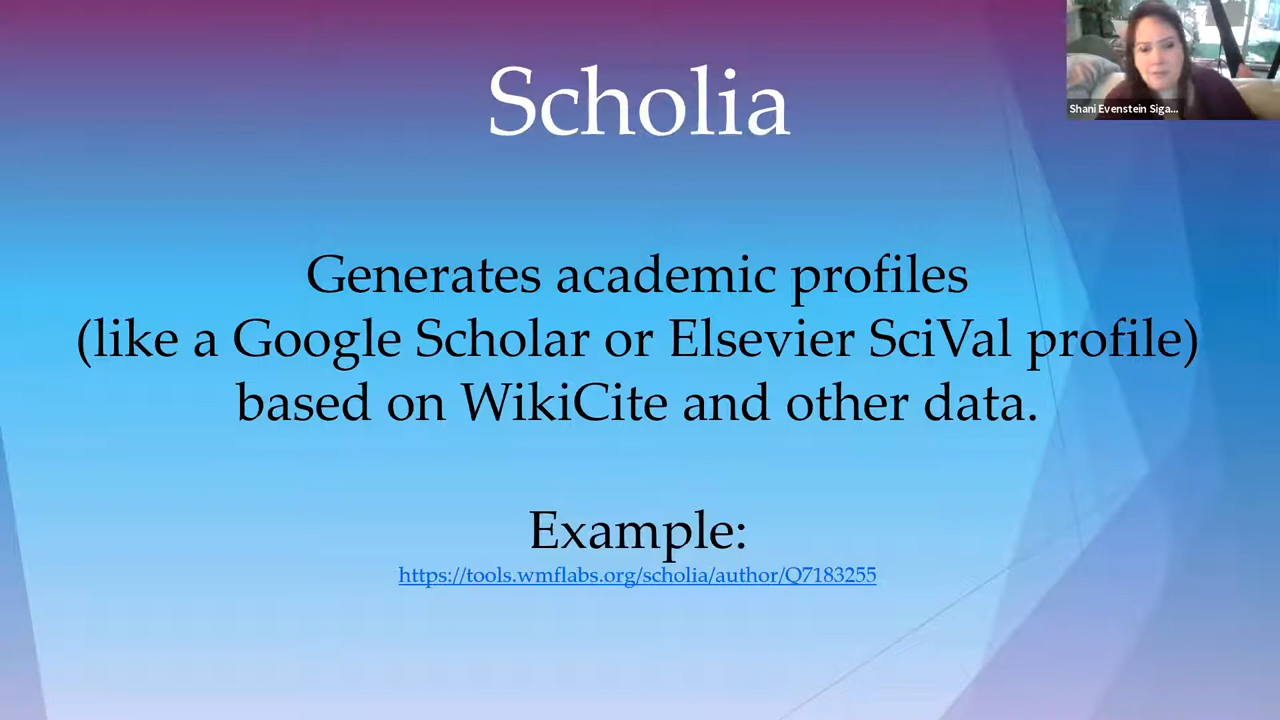 Scholia
Shani Evenstein Siga...
Generates academic profiles
(like a Google Scholar or Elsevier SciVal profile)
based on WikiCite and other data.
Example:
https://tools.wmflabs.org/scholia/author/Q7183255